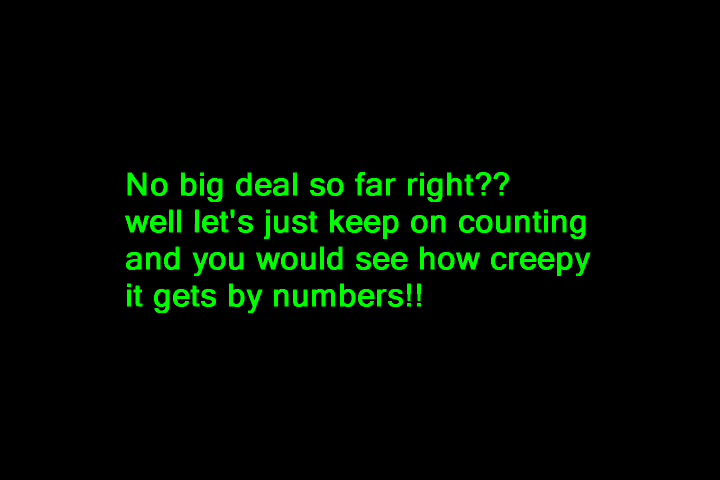 No big deal so far right??
well let's just keep on counting
and you would see how creepy
it gets by numbers!!